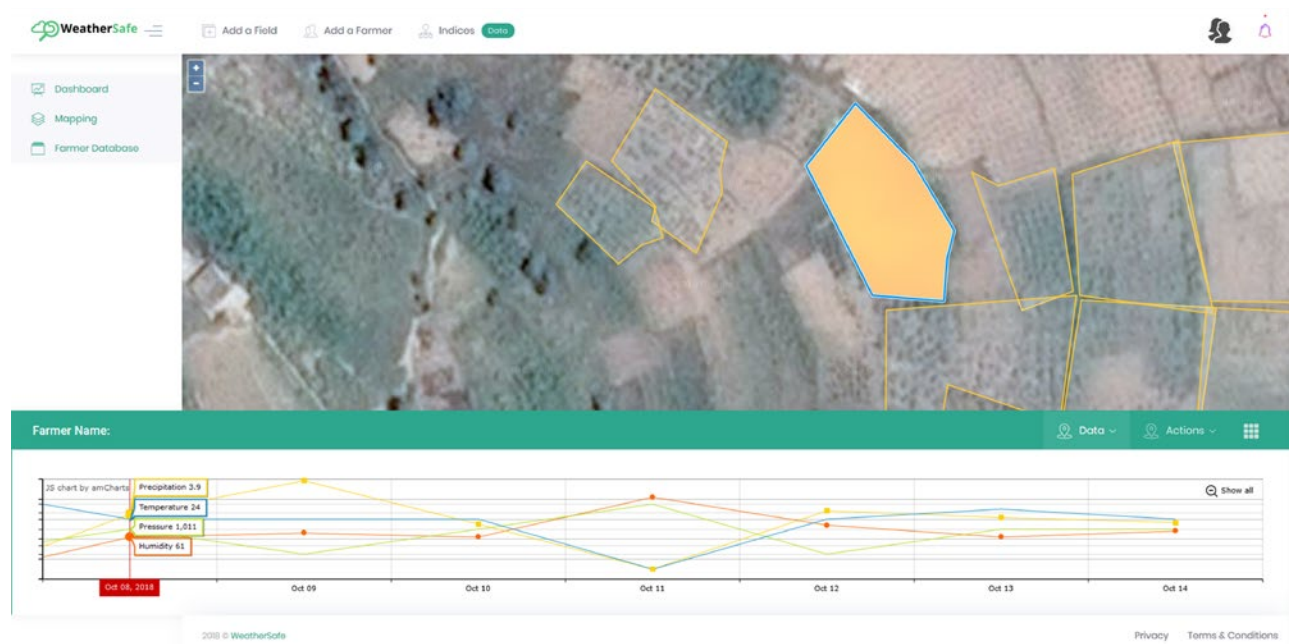 WeatherSafe
Add a Field
Add a Farmer
Indices Data
Dashboard
Mapping
Farmer Database
+
-
Farmer Name:
Data
Actions
JS chart by amCharts
Precipitation 3.9
Temperature 24
Pressure 1,011
Humidity 61
Show all
Oct 08, 2018
Oct 09
Oct 10
Oct 11
Oct 12
Oct 13
Oct 14
2018 © WeatherSafe
Privacy
Terms & Conditions